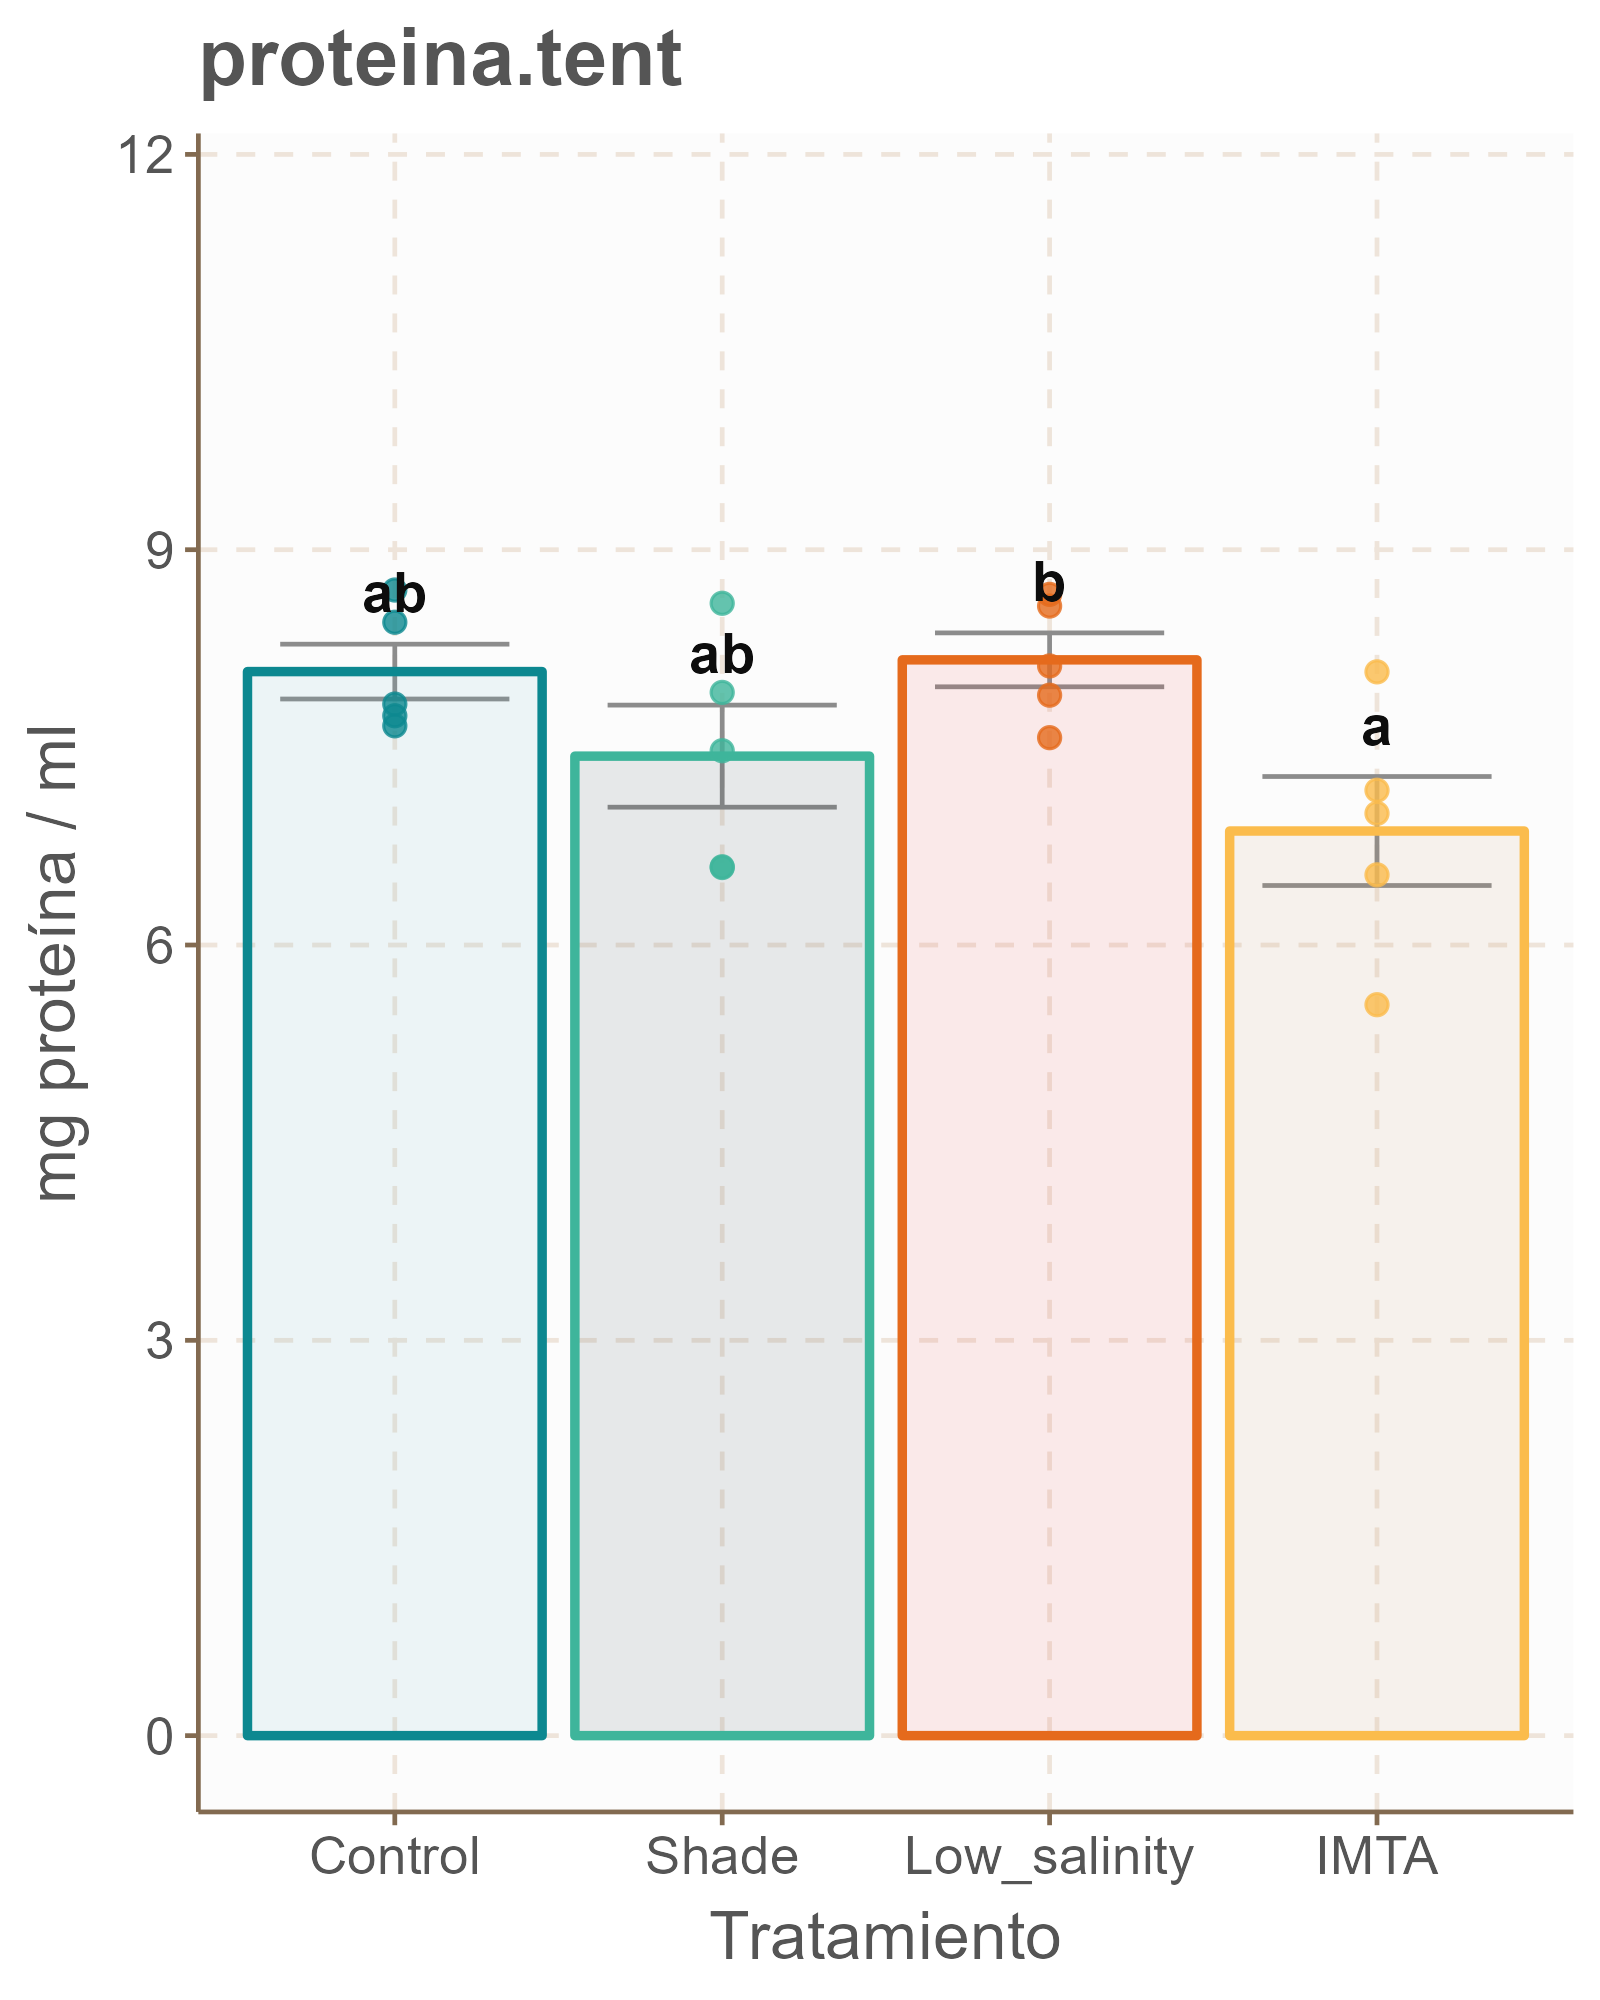 proteina.tent
mg proteína / ml
12
9
6
3
0
ab
ab
b
a
Control
Shade
Low_salinity
IMTA
Tratamiento